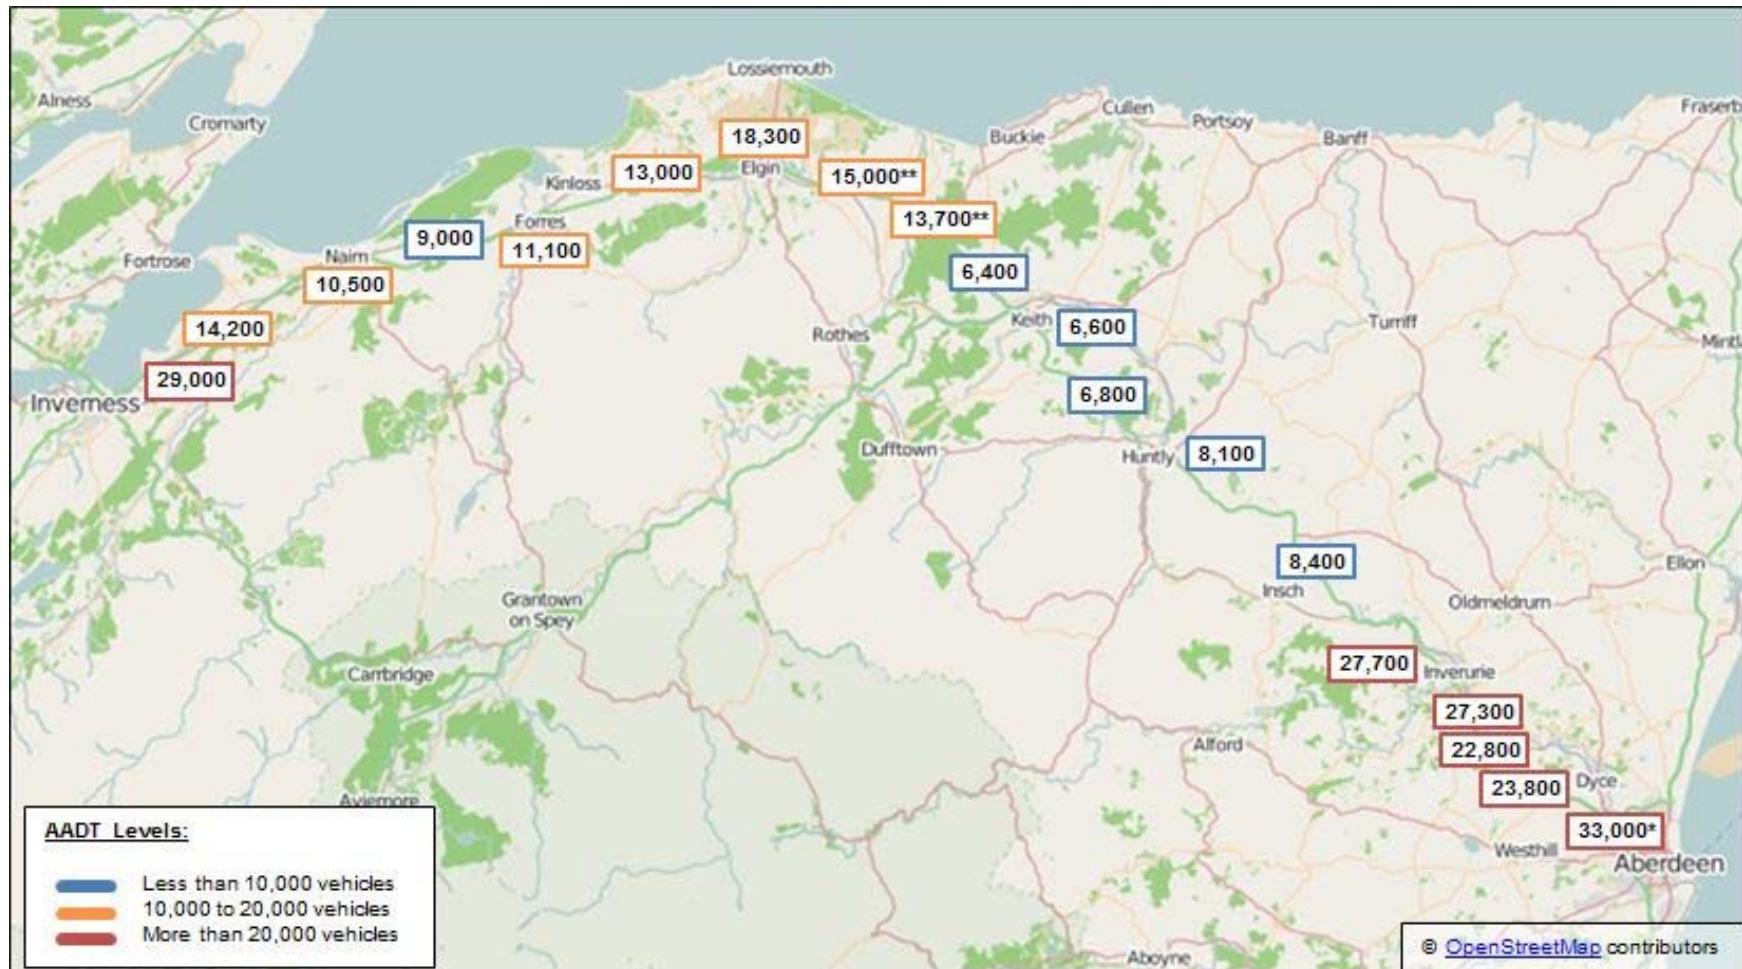 Lossiemouth
Alness
Cromarty
Cullen
Fraserb
Portsoy
Buckie
Banff
18,300
Elgin
13,000
15,000**
Kinloss
13,700**
Forres
9,000
11,100
Nairn
Fortrose
10,500
6,400
14,200
Keith
6,600
Turriff
Rothes
Mintl
29,000
Inverness
6,800
Dufftown
Huntly
8,100
8,400
Ellon
Insch
Grantown
on Spey
Oldmeldrum
27,700
Inverurie
Carrbridge
27,300
Alford
22,800
Dyce
23,800
Aviemore
33,000*
Westhill
Aberdeen
AADT Levels:
Less than 10,000 vehicles
10,000 to 20,000 vehicles
More than 20,000 vehicles
© OpenStreetMap contributors
Aboyne